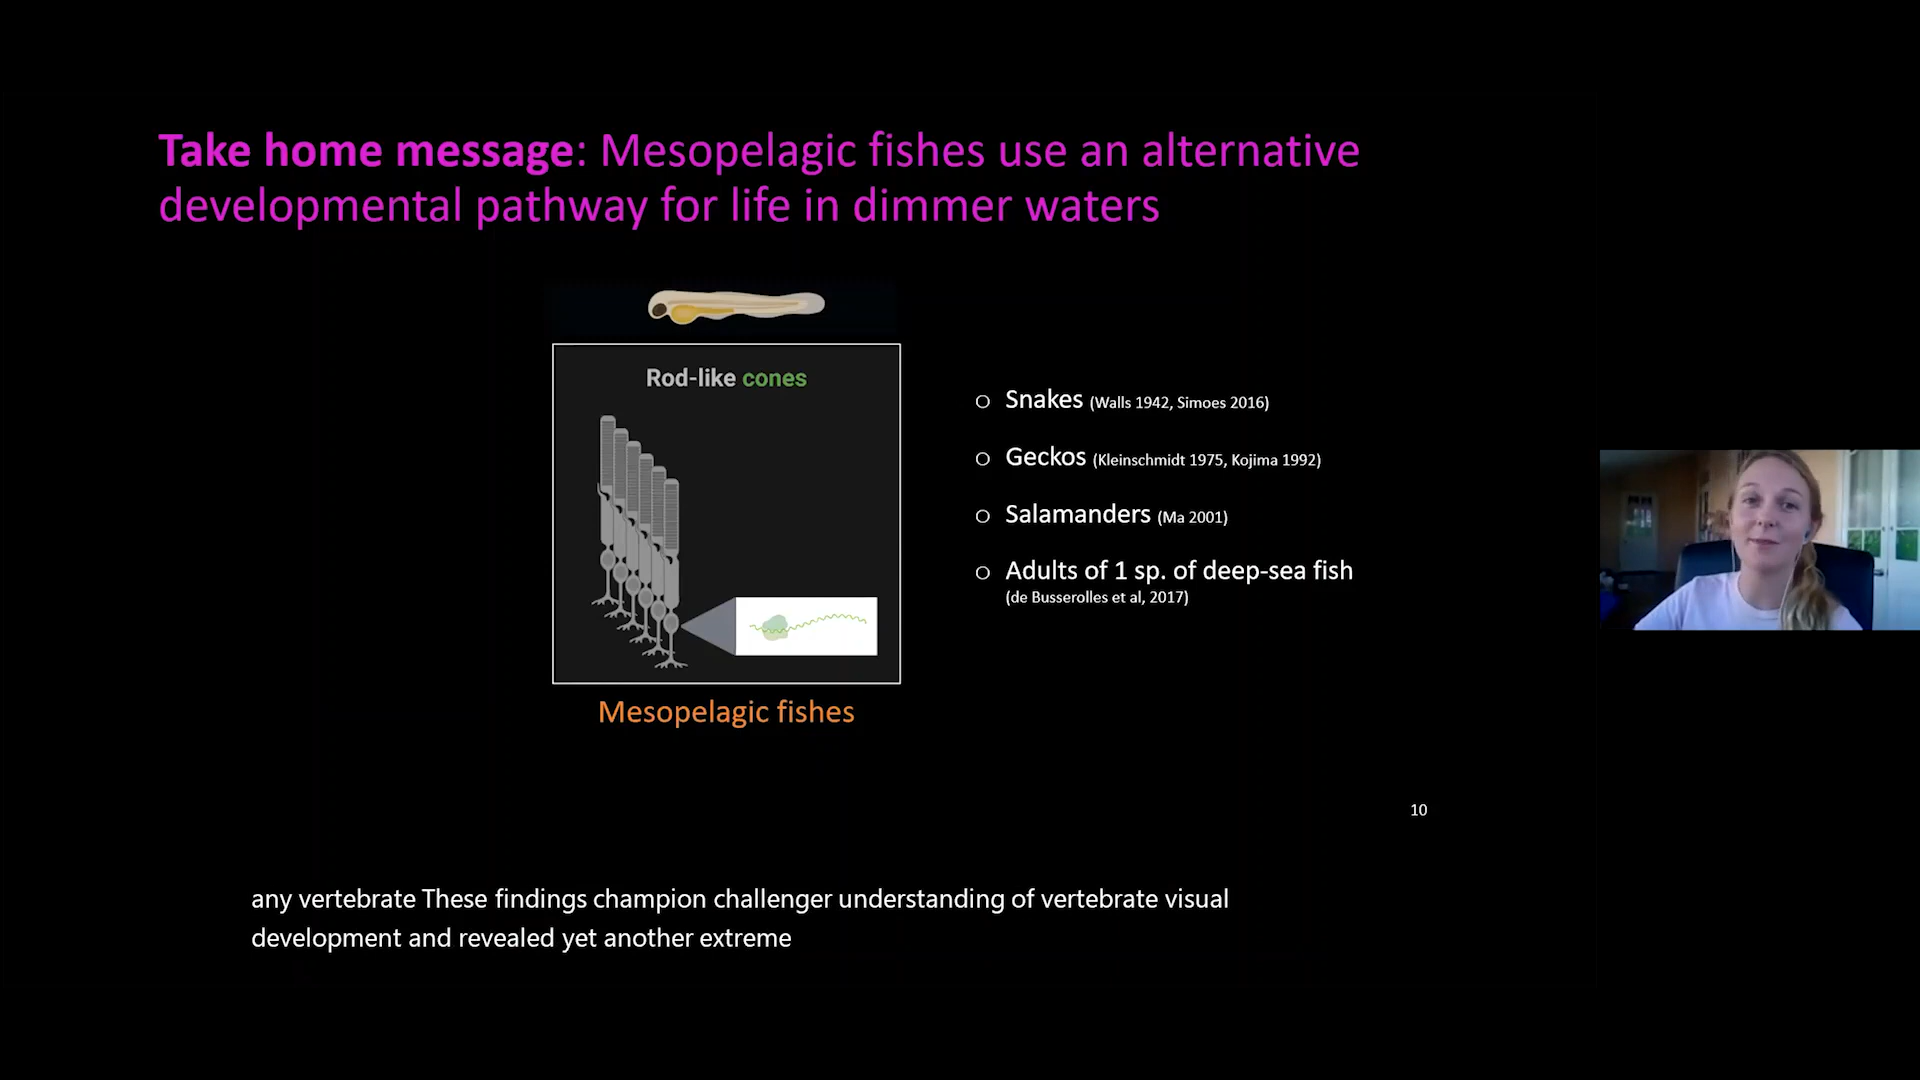 Take home message: Mesopelagic fishes use an alternative
developmental pathway for life in dimmer waters
Rod-like cones
Mesopelagic fishes
Snakes (Walls 1942, Simoes 2016)
Geckos (Kleinschmidt 1975, Kojima 1992)
Salamanders (Ma 2001)
Adults of 1 sp. of deep-sea fish
(de Busserolles et al, 2017)
10
any vertebrate These findings champion challenger understanding of vertebrate visual
development and revealed yet another extreme